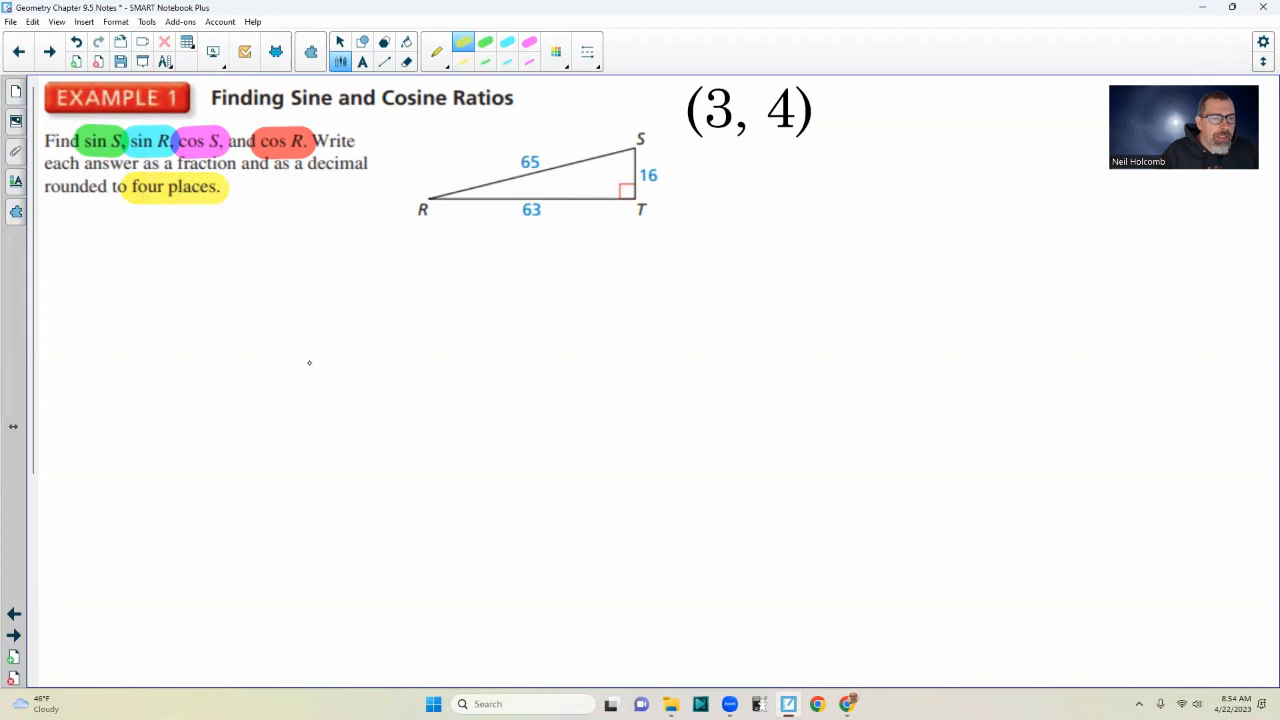 Geometry Chapter 9.5 Notes * - SMART Notebook Plus
File Edit View Insert Format Tools Add-ons Account Help
EXAMPLE 1 Finding Sine and Cosine Ratios
(3, 4)
Find sin S, sin R, cos S, and cos R. Write
each answer as a fraction and as a decimal
rounded to four places.
S
65
16
R
63
T
Neil Holcomb
46°F
Cloudy
Search
8:54 AM
4/22/2023